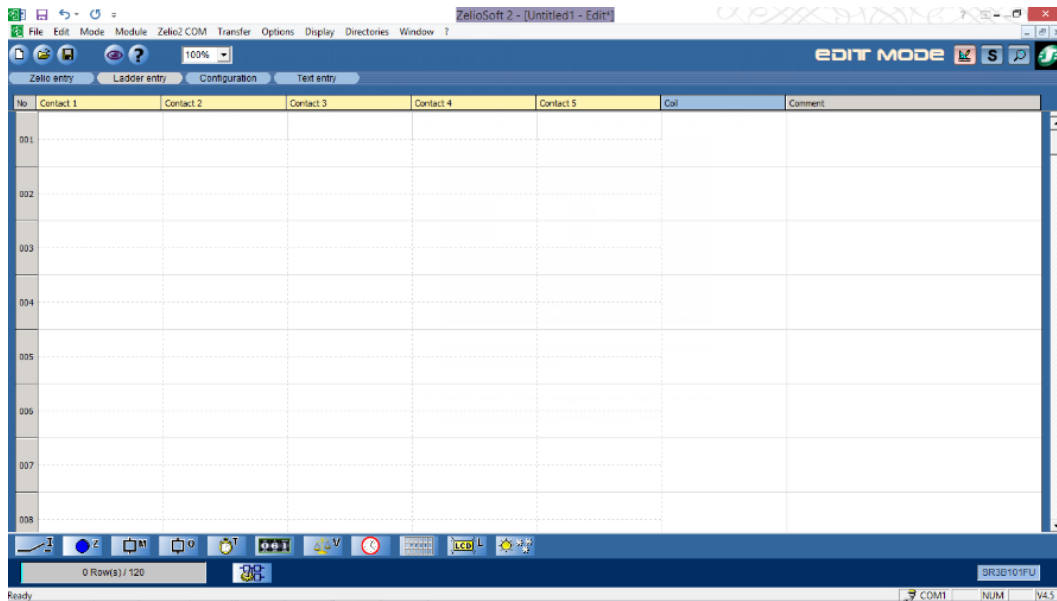 ZelioSoft 2 - [Untitled1 - Edit*]
File Edit Mode Module Zelio2 COM Transfer Options Display Directories Window ?
100% EDIT MODE S
Zelio entry Ladder entry Configuration Text entry
No Contact 1 Contact 2 Contact 3 Contact 4 Contact 5 Coil Comment
001
002
003
004
005
006
007
008
I Z M Q T V LCD L
0 Row(s) / 120 SR3B101FU
Ready COM1 NUM V4.5